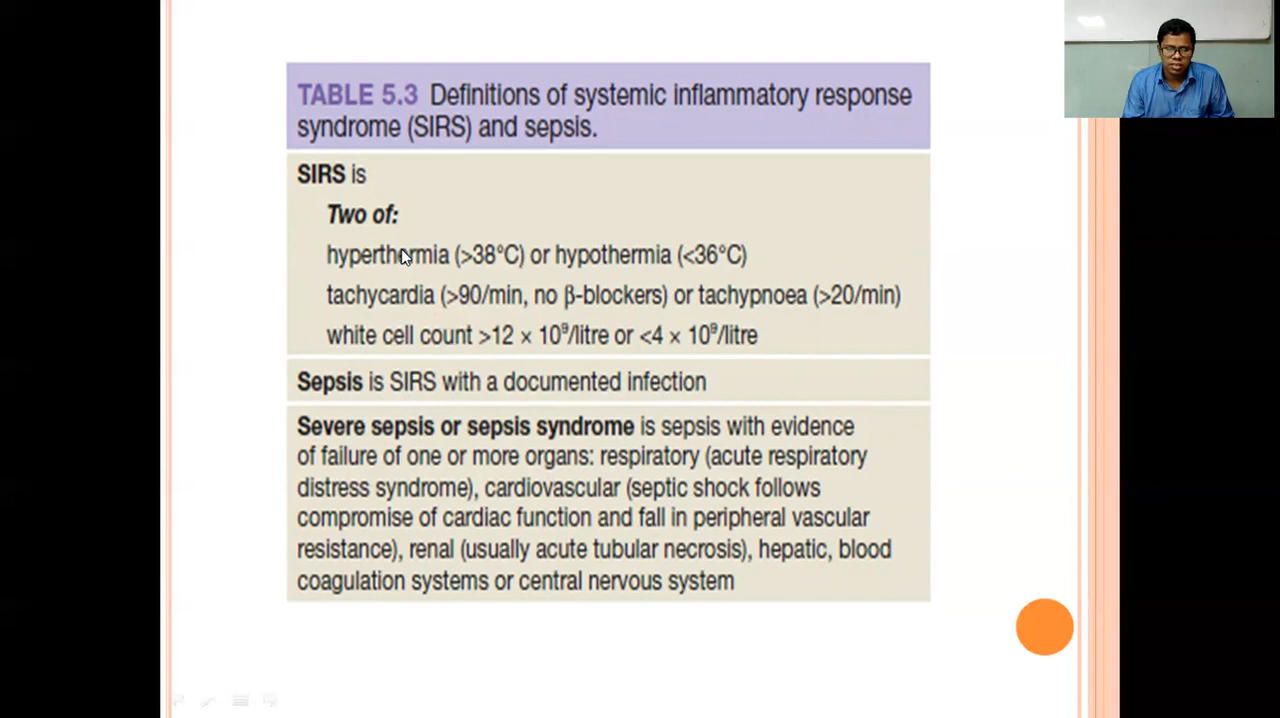 TABLE 5.3 Definitions of systemic inflammatory response
syndrome (SIRS) and sepsis.
SIRS is
Two of:
hyperthermia (>38°C) or hypothermia (<36°C)
tachycardia (>90/min, no β-blockers) or tachypnoea (>20/min)
white cell count >12 × 10⁹/litre or <4 × 10⁹/litre
Sepsis is SIRS with a documented infection
Severe sepsis or sepsis syndrome is sepsis with evidence
of failure of one or more organs: respiratory (acute respiratory
distress syndrome), cardiovascular (septic shock follows
compromise of cardiac function and fall in peripheral vascular
resistance), renal (usually acute tubular necrosis), hepatic, blood
coagulation systems or central nervous system